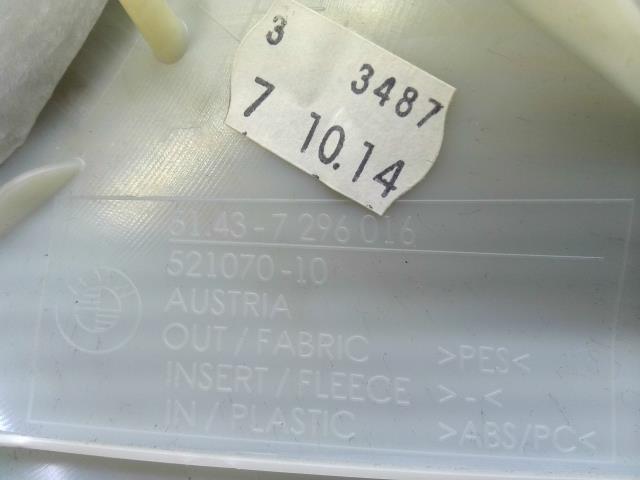 3 3487
7 10.14
51.43-7 296 016
521070-10
AUSTRIA
OUT / FABRIC >PES<
INSERT / FLEECE >-<
IN / PLASTIC >ABS/PC<